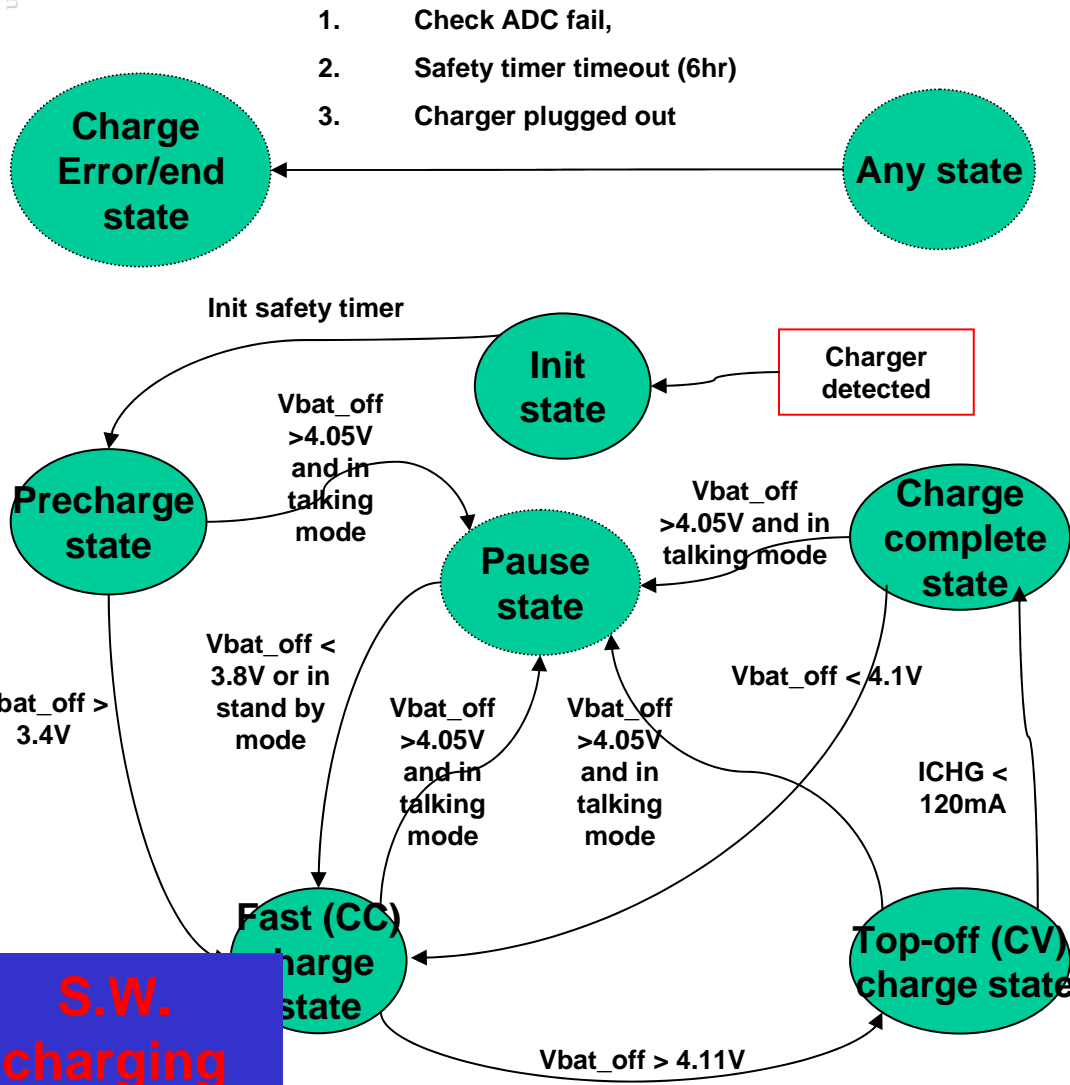 1. Check ADC fail,
2. Safety timer timeout (6hr)
3. Charger plugged out
Charge
Error/end
state
Any state
Init safety timer
Init
state
Charger
detected
Vbat_off
>4.05V
and in
talking
mode
Precharge
state
Vbat_off
>4.05V and in
talking mode
Charge
complete
state
Pause
state
Vbat_off <
3.8V or in
stand by
mode
bat_off >
3.4V
Vbat_off
>4.05V
and in
talking
mode
Vbat_off
>4.05V
and in
talking
mode
Vbat_off < 4.1V
ICHG <
120mA
Fast (CC)
harge
state
Top-off (CV)
charge state
S.W.
charging
Vbat_off > 4.11V